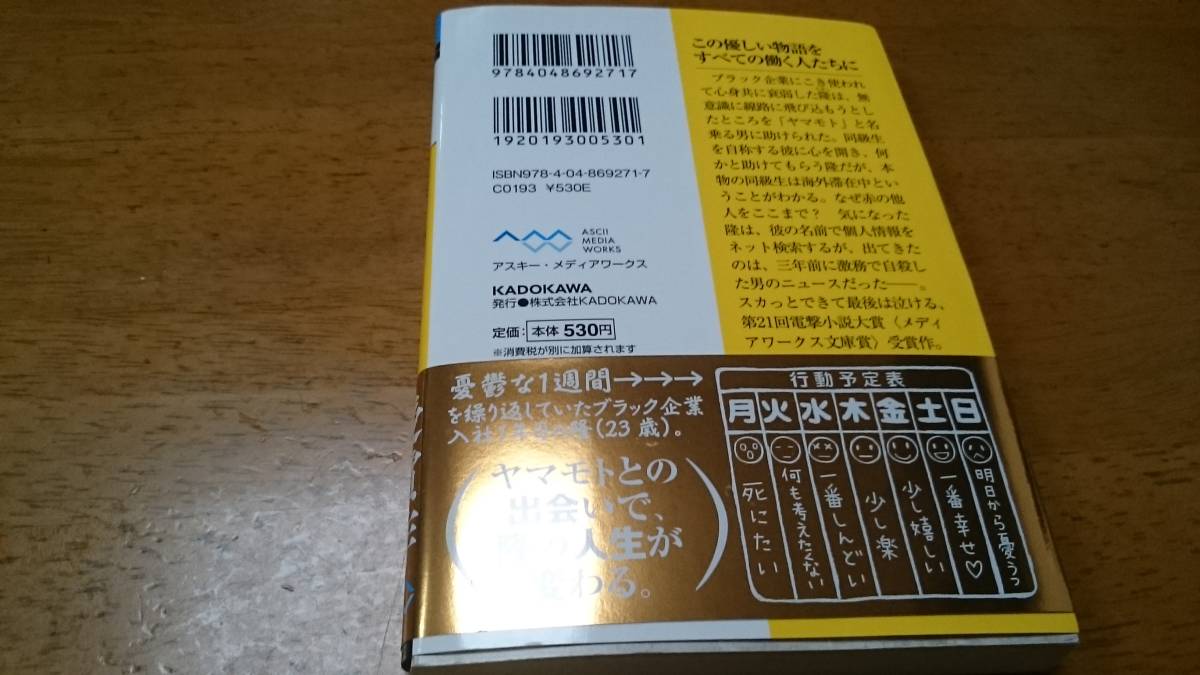 9784048692717
1920193005301
ISBN978-4-04-869271-7
C0193 ¥530E
ASCII
MEDIA
WORKS
アスキー・メディアワークス
KADOKAWA
発行●株式会社KADOKAWA
定価:本体530円
※消費税が別に加算されます
この優しい物語を
すべての働く人たちに
ブラック企業にこき使われ
て心身共に衰弱した隆は、無
意識に線路に飛び込もうとし
たところを「ヤマモト」と名
乗る男に助けられた。同級生
を自称する彼に心を開き、何
かと助けてもらう隆だが、本
物の同級生は海外滞在中とい
うことがわかる。なぜ赤の他
人をここまで? 気になった
隆は、彼の名前で個人情報を
ネット検索するが、出てきた
のは、三年前に激務で自殺し
た男のニュースだった――。
スカっとできて最後は泣ける、
第21回電撃小説大賞〈メディ
アワークス文庫賞〉受賞作。
憂鬱な1週間→→→
を繰り返していたブラック企業
入社1年目の隆(23歳)。
(ヤマモトとの
出会いで、
隆の人生が
変わる。)
行動予定表
月火水木金土日
死にたい
何も考えたくない
一番しんどい
少し楽
少し嬉しい
一番幸せ♡
明日から憂うつ